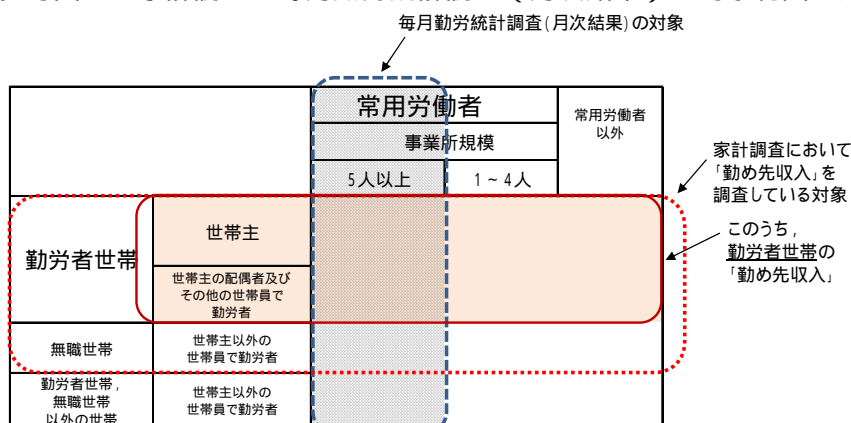 毎月勤労統計調査(月次結果)の対象
常用労働者
常用労働者
以外
事業所規模
5人以上
1~4人
家計調査において
「勤め先収入」を
調査している対象
このうち,
勤労者世帯の
「勤め先収入」
勤労者世帯
世帯主
世帯主の配偶者及び
その他の世帯員で
勤労者
無職世帯
世帯主以外の
世帯員で勤労者
勤労者世帯,
無職世帯
以外の世帯
世帯主以外の
世帯員で勤労者